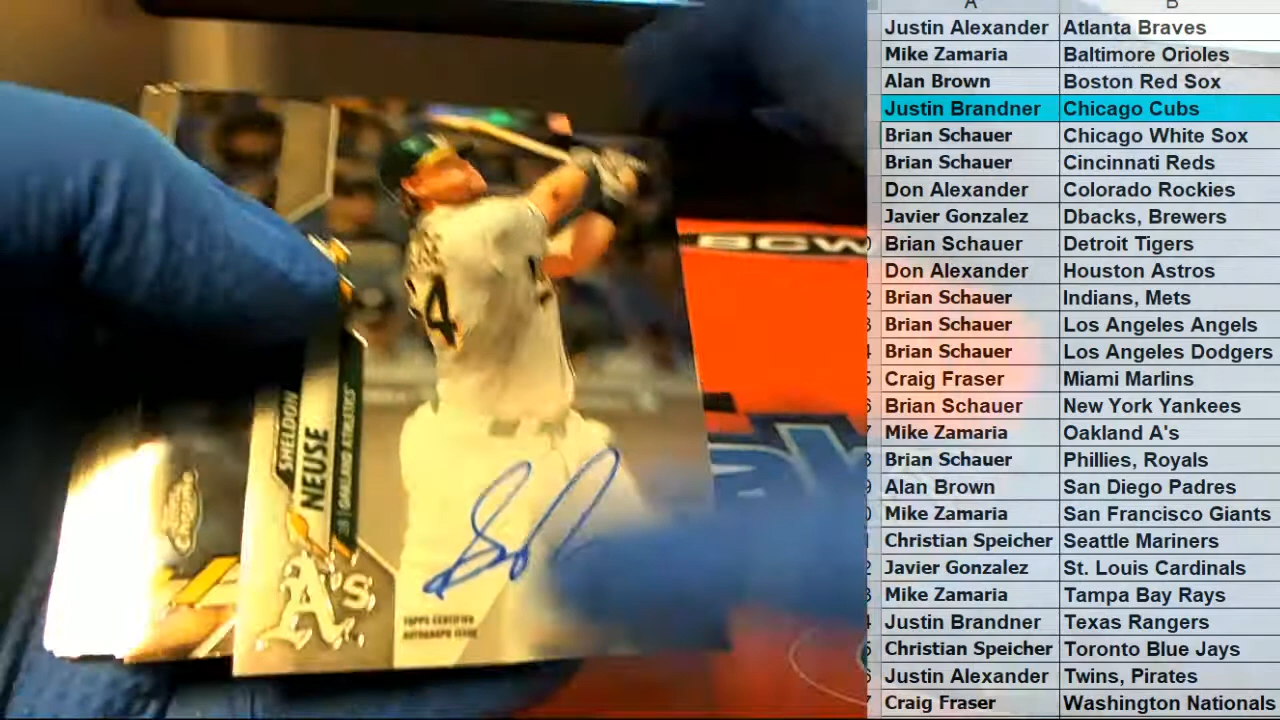 A B
Justin Alexander Atlanta Braves
Mike Zamaria Baltimore Orioles
Alan Brown Boston Red Sox
Justin Brandner Chicago Cubs
Brian Schauer Chicago White Sox
Brian Schauer Cincinnati Reds
Don Alexander Colorado Rockies
Javier Gonzalez Dbacks, Brewers
Brian Schauer Detroit Tigers
Don Alexander Houston Astros
Brian Schauer Indians, Mets
Brian Schauer Los Angeles Angels
Brian Schauer Los Angeles Dodgers
Craig Fraser Miami Marlins
Brian Schauer New York Yankees
Mike Zamaria Oakland A's
Brian Schauer Phillies, Royals
Alan Brown San Diego Padres
Mike Zamaria San Francisco Giants
Christian Speicher Seattle Mariners
Javier Gonzalez St. Louis Cardinals
Mike Zamaria Tampa Bay Rays
Justin Brandner Texas Rangers
Christian Speicher Toronto Blue Jays
Justin Alexander Twins, Pirates
Craig Fraser Washington Nationals
BCW
SHELDON
NEUSE
OAKLAND ATHLETICS
A's
TOPPS CERTIFIED
AUTOGRAPH ISSUE
Chrome